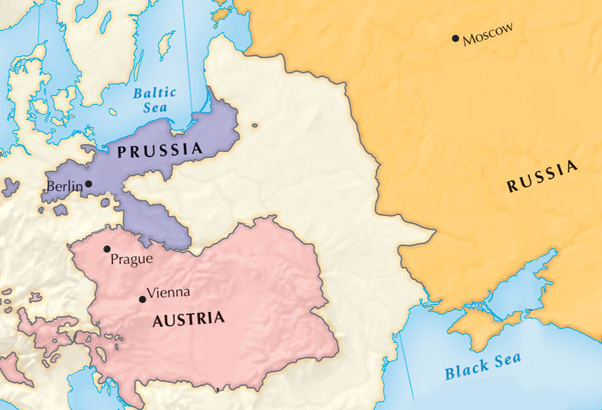 Moscow
Baltic
Sea
PRUSSIA
RUSSIA
Berlin
Prague
Vienna
AUSTRIA
Black Sea